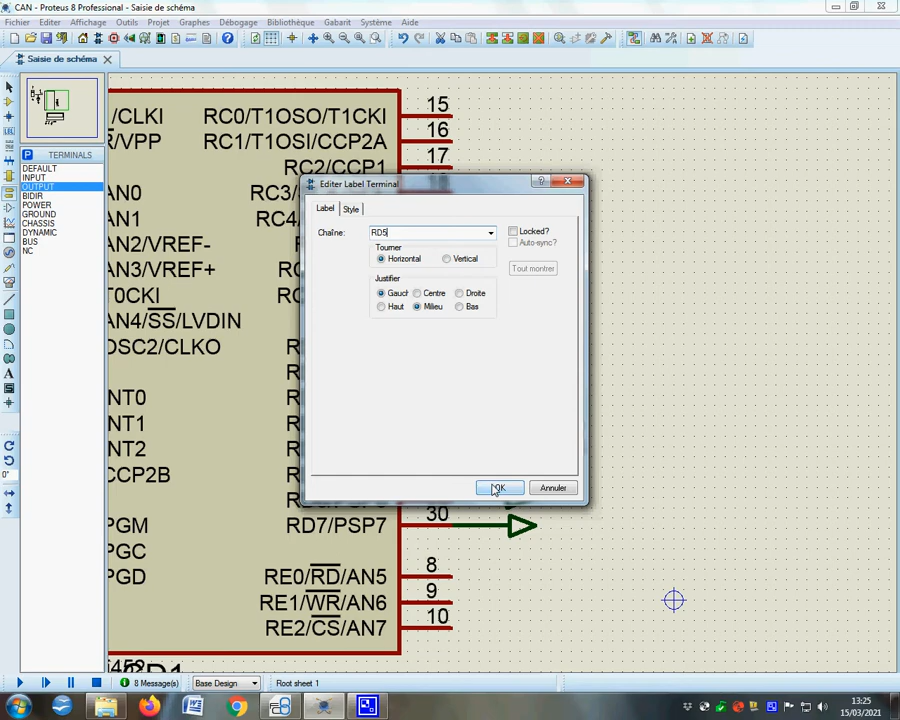 CAN - Proteus 8 Professional - Saisie de schéma
Fichier Editer Affichage Outils Projet Graphes Débogage Bibliothèque Gabarit Système Aide
Saisie de schéma
P TERMINALS
DEFAULT
INPUT
OUTPUT
BIDIR
POWER
GROUND
CHASSIS
DYNAMIC
BUS
NC
/CLKI RC0/T1OSO/T1CKI 15
/VPP RC1/T1OSI/CCP2A 16
RC2/CCP1 17
AN0 RC3/
AN1 RC4/
AN2/VREF-
AN3/VREF+
T0CKI
AN4/SS/LVDIN
OSC2/CLKO
NT0
NT1
NT2
CCP2B
PGM RD7/PSP7 30
PGC
PGD RE0/RD/AN5 8
RE1/WR/AN6 9
RE2/CS/AN7 10
Editer Label Terminal
Label Style
Chaîne: RD5
Locked?
Auto-sync?
Tourner
Horizontal Vertical
Tout montrer
Justifier
Gauch Centre Droite
Haut Milieu Bas
OK Annuler
0°
8 Message(s) Base Design Root sheet 1
13:25
15/03/2021